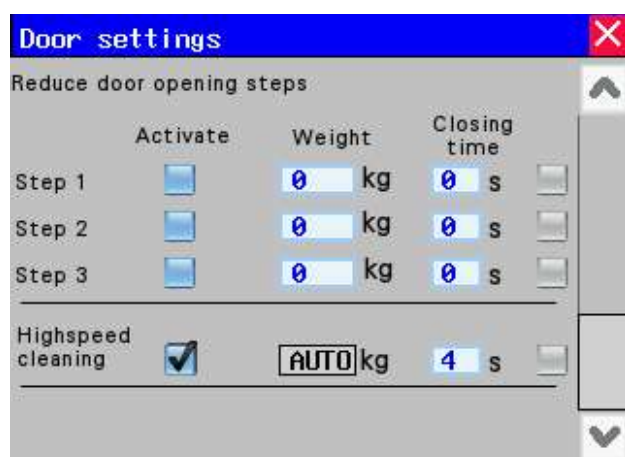 Door settings
Reduce door opening steps
Activate Weight Closing time
Step 1 0 kg 0 s
Step 2 0 kg 0 s
Step 3 0 kg 0 s
Highspeed cleaning AUTO kg 4 s